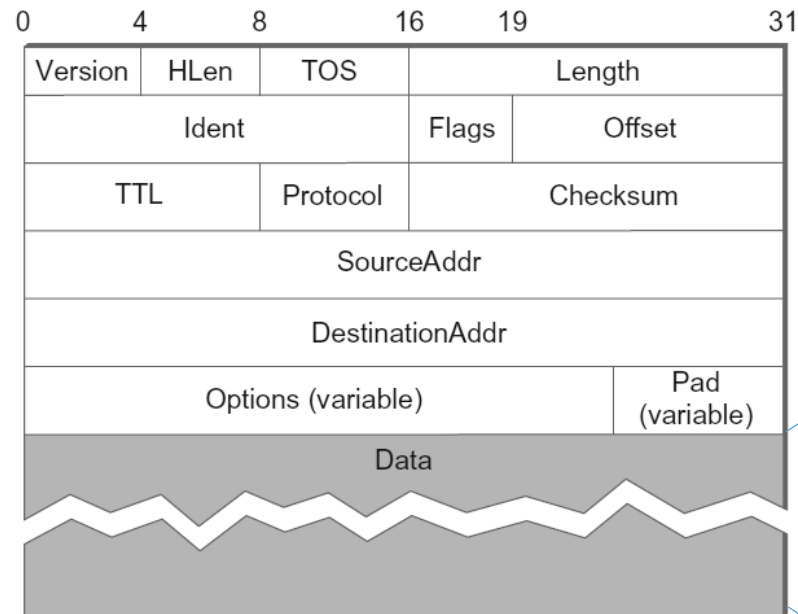 0 4 8 16 19 31
Version HLen TOS Length
Ident Flags Offset
TTL Protocol Checksum
SourceAddr
DestinationAddr
Options (variable) Pad
(variable)
Data